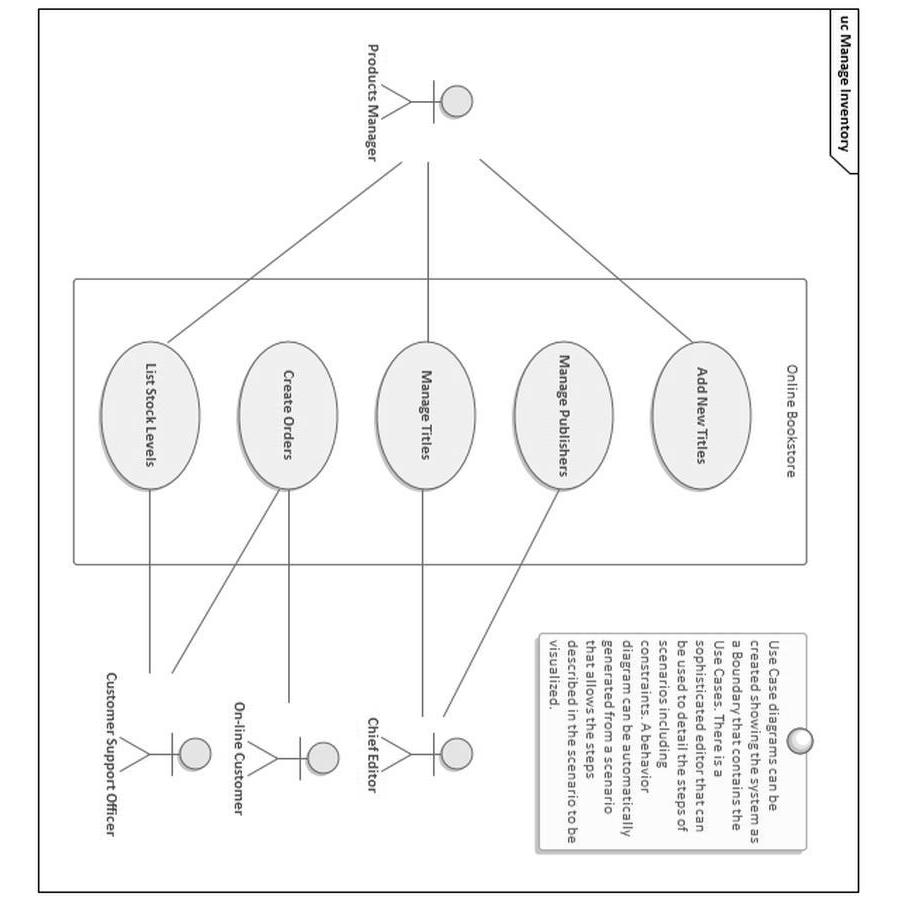 uc Manage Inventory
Online Bookstore
Add New Titles
Manage Publishers
Manage Titles
Create Orders
List Stock Levels
Products Manager
Chief Editor
On-line Customer
Customer Support Officer
Use Case diagrams can be
created showing the system as
a Boundary that contains the
Use Cases. There is a
sophisticated editor that can
be used to detail the steps of
scenarios including
constraints. A behavior
diagram can be automatically
generated from a scenario
that allows the steps
described in the scenario to be
visualized.